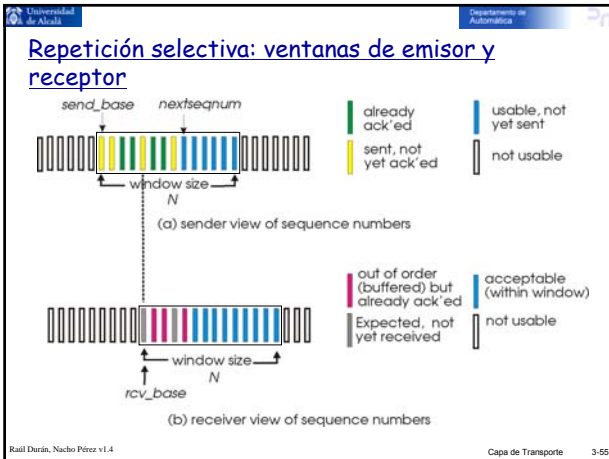 Universidad
de Alcalá
Departamento de
Automática
Repetición selectiva: ventanas de emisor y
receptor
send_base nextseqnum
already
ack'ed
usable, not
yet sent
sent, not
yet ack'ed
not usable
window size
N
(a) sender view of sequence numbers
out of order
(buffered) but
already ack'ed
acceptable
(within window)
Expected, not
yet received
not usable
window size
N
rcv_base
(b) receiver view of sequence numbers
Raúl Durán, Nacho Pérez v1.4
Capa de Transporte 3-55